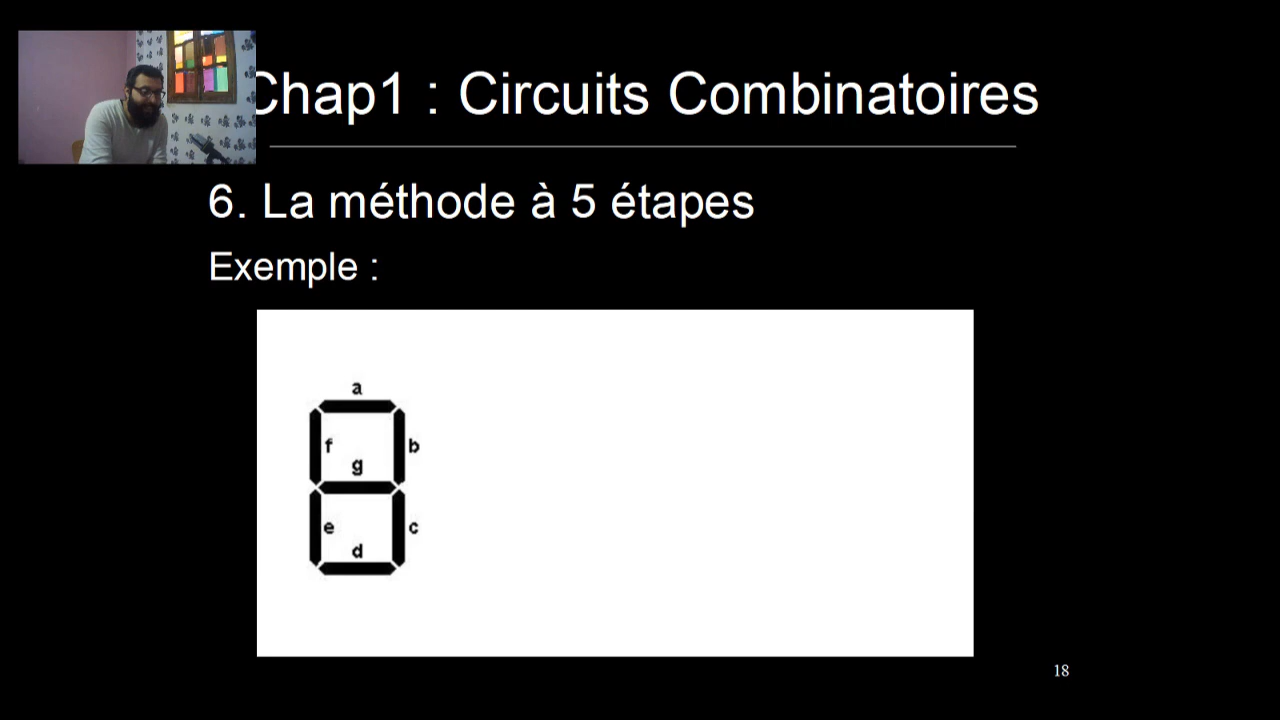 Chap1 : Circuits Combinatoires
6. La méthode à 5 étapes
Exemple :
a
f
b
g
e
c
d
18